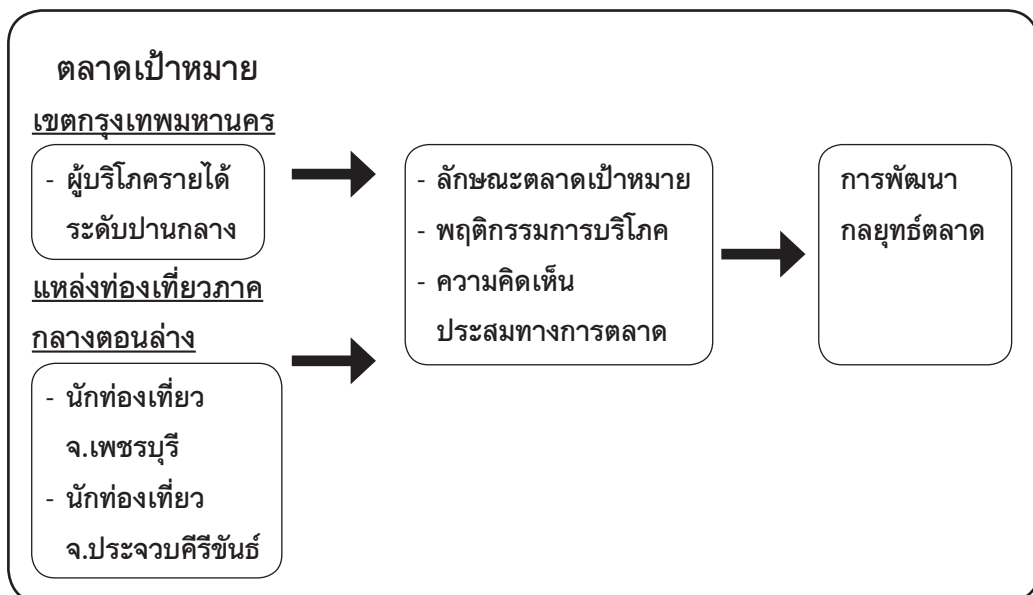 ตลาดเป้าหมาย
เขตกรุงเทพมหานคร
- ผู้บริโภครายได้
ระดับปานกลาง
แหล่งท่องเที่ยวภาค
กลางตอนล่าง
- นักท่องเที่ยว
จ.เพชรบุรี
- นักท่องเที่ยว
จ.ประจวบคีรีขันธ์
- ลักษณะตลาดเป้าหมาย
- พฤติกรรมการบริโภค
- ความคิดเห็น
ประสมทางการตลาด
การพัฒนา
กลยุทธ์ตลาด